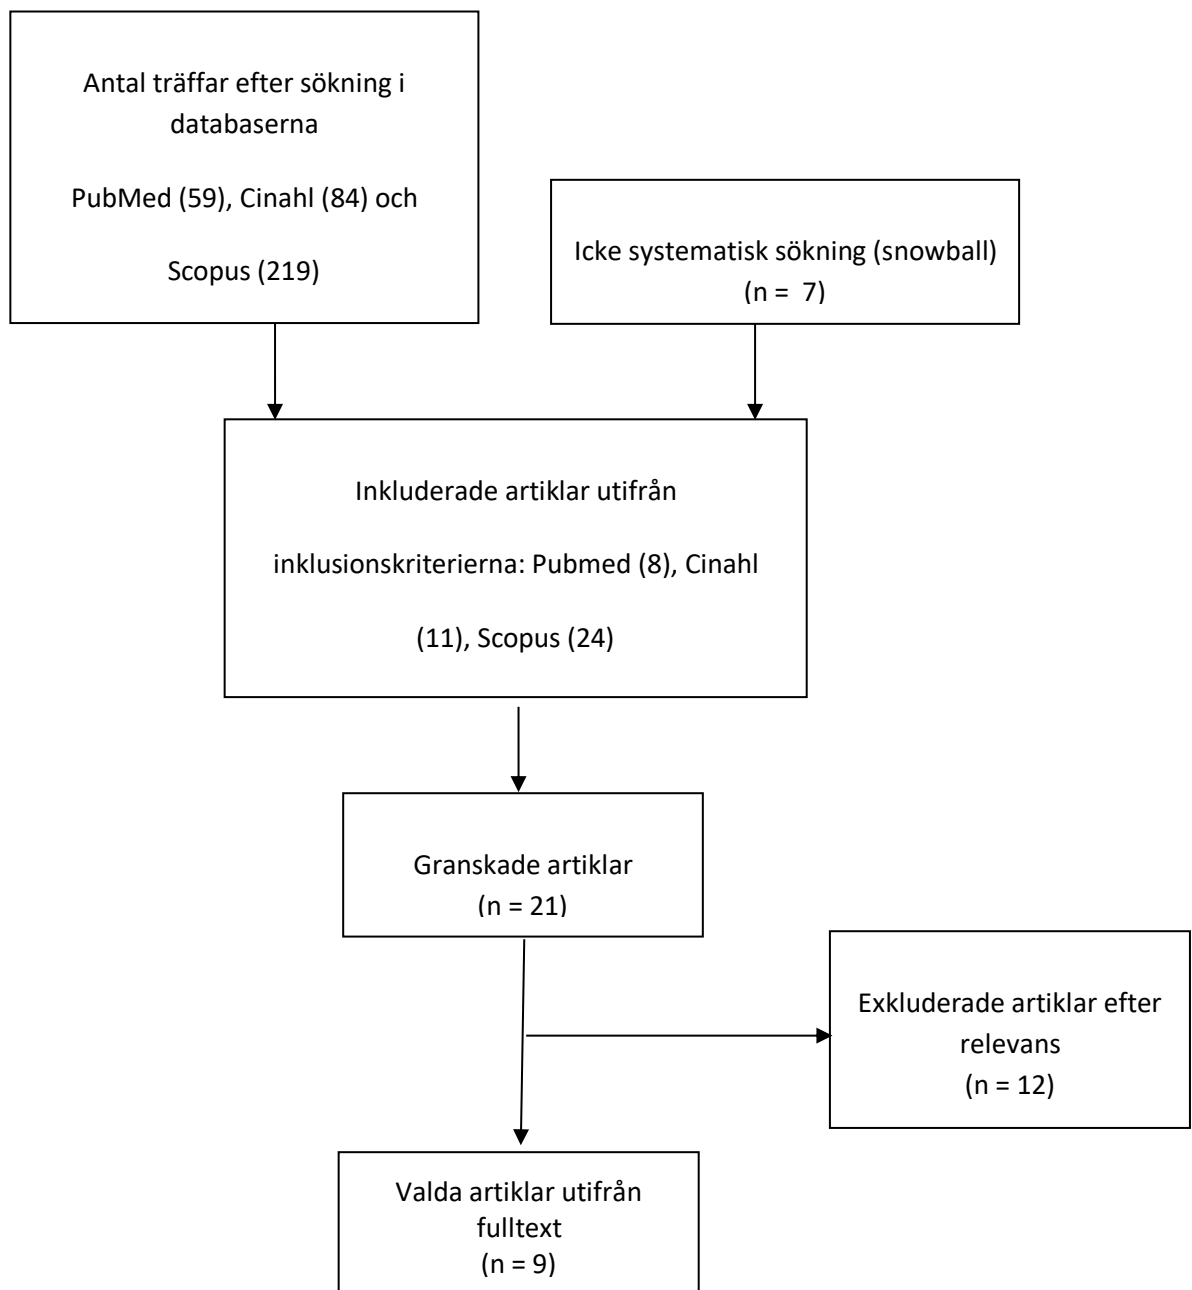 Antal träffar efter sökning i
databaserna
PubMed (59), Cinahl (84) och
Scopus (219)
Icke systematisk sökning (snowball)
(n =  7)
Inkluderade artiklar utifrån
inklusionskriterierna: Pubmed (8), Cinahl
(11), Scopus (24)
Granskade artiklar
(n = 21)
Exkluderade artiklar efter
relevans
(n = 12)
Valda artiklar utifrån
fulltext
(n = 9)